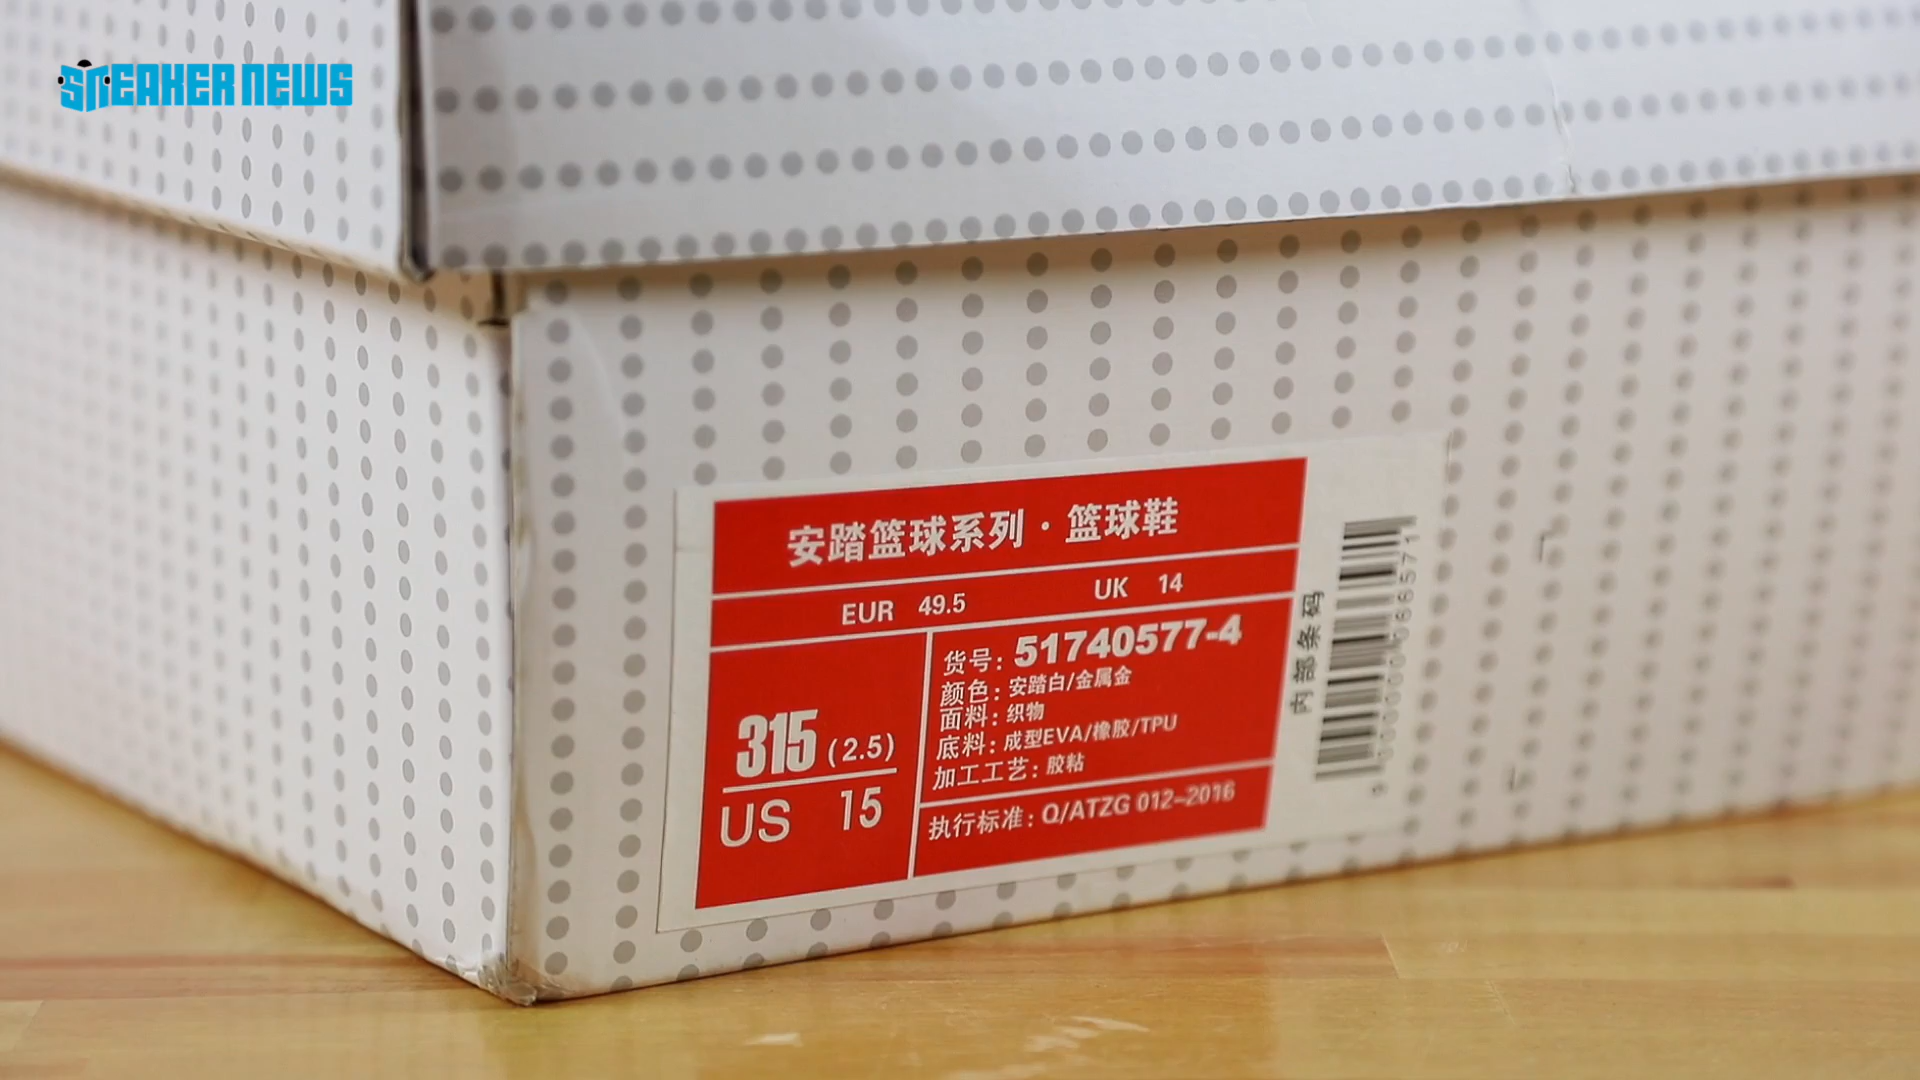 SNEAKER NEWS
安踏篮球系列·篮球鞋
EUR 49.5 UK 14
315 (2.5)
US 15
货号: 51740577-4
颜色: 安踏白/金属金
面料: 织物
底料: 成型EVA/橡胶/TPU
加工工艺: 胶粘
执行标准: Q/ATZG 012-2016
内部条码